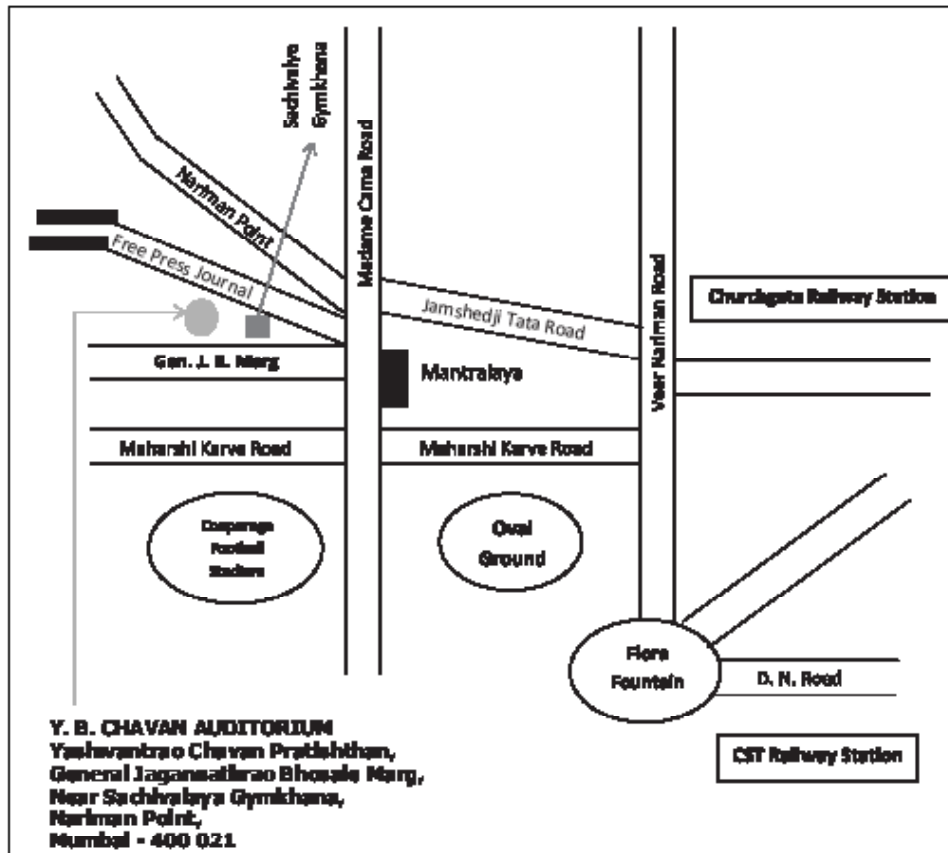 Sachivalya
Gymkhana
Madame Cama Road
Nariman Point
Free Press Journal
Jamshedji Tata Road
Veer Nariman Road
Churchgate Railway Station
Gen. J. B. Marg
Mantralaya
Maharshi Karve Road
Maharshi Karve Road
Cooperage
Football
Stadium
Oval
Ground
Flora
Fountain
D. N. Road
CST Railway Station
Y. B. CHAVAN AUDITORIUM
Yashvantrao Chavan Pratishthan,
General Jagannathrao Bhosale Marg,
Near Sachivalaya Gymkhana,
Nariman Point,
Mumbai - 400 021